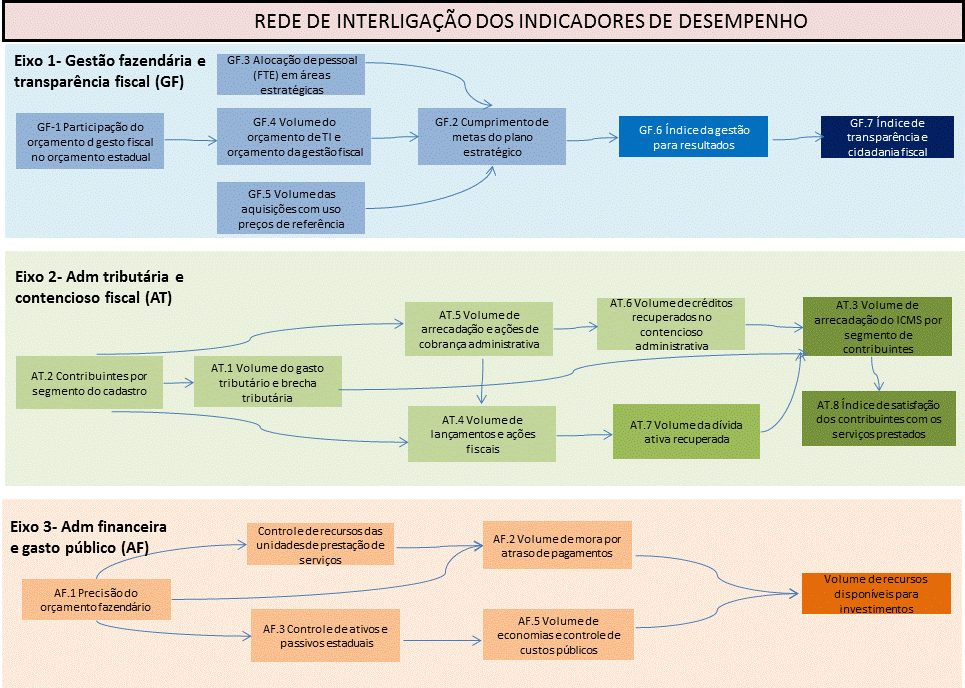 REDE DE INTERLIGAÇÃO DOS INDICADORES DE DESEMPENHO
Eixo 1- Gestão fazendária e
transparência fiscal (GF)
GF.3 Alocação de pessoal
(FTE) em áreas
estratégicas
GF-1 Participação do
orçamento d gesto fiscal
no orçamento estadual
GF.4 Volume do
orçamento de TI e
orçamento da gestão fiscal
GF.2 Cumprimento de
metas do plano
estratégico
GF.6 Índice da gestão
para resultados
GF.7 Índice de
transparência e
cidadania fiscal
GF.5 Volume das
aquisições com uso
preços de referência
Eixo 2- Adm tributária e
contencioso fiscal (AT)
AT.5 Volume de
arrecadação e ações de
cobrança administrativa
AT.6 Volume de créditos
recuperados no
contencioso
administrativa
AT.3 Volume de
arrecadação do ICMS por
segmento de
contribuintes
AT.2 Contribuintes por
segmento do cadastro
AT.1 Volume do gasto
tributário e brecha
tributária
AT.4 Volume de
lançamentos e ações
fiscais
AT.7 Volume da dívida
ativa recuperada
AT.8 Índice de satisfação
dos contribuintes com os
serviços prestados
Eixo 3- Adm financeira
e gasto público (AF)
Controle de recursos das
unidades de prestação de
serviços
AF.2 Volume de mora por
atraso de pagamentos
AF.1 Precisão do
orçamento fazendário
Volume de recursos
disponíveis para
investimentos
AF.3 Controle de ativos e
passivos estaduais
AF.5 Volume de
economias e controle de
custos públicos